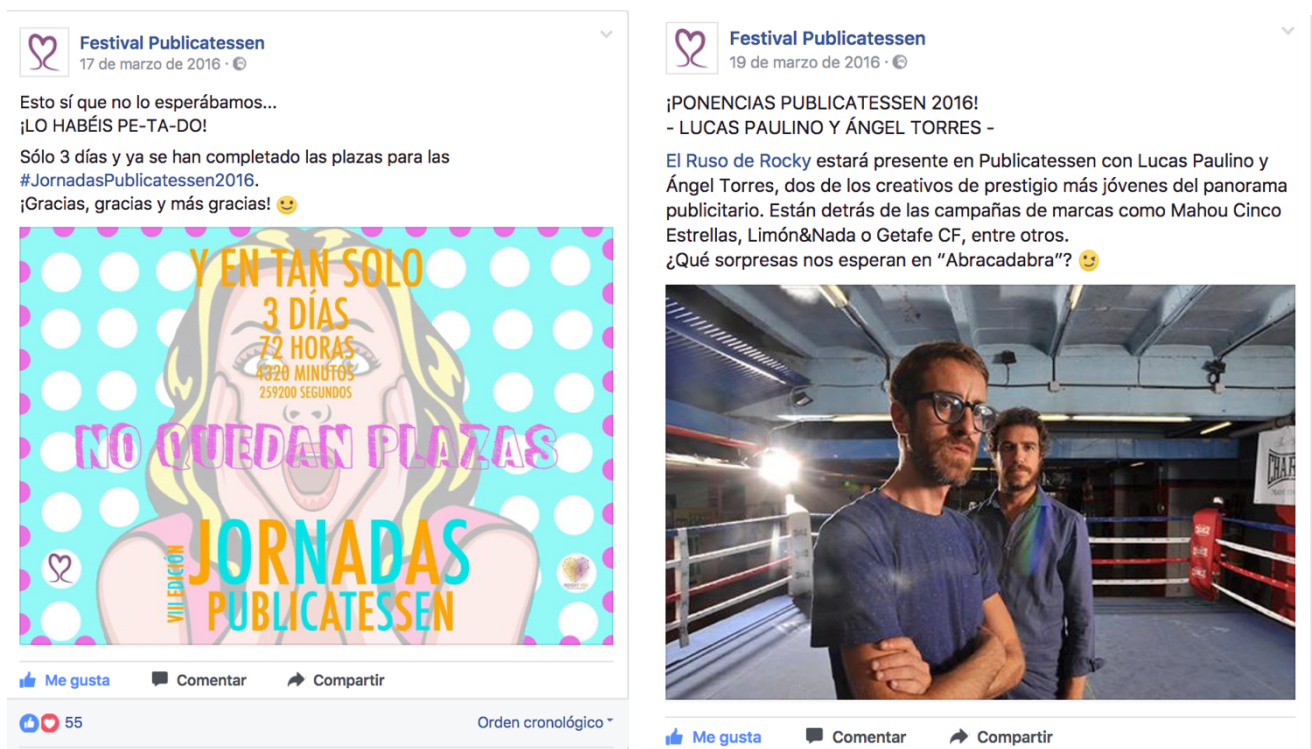 Festival Publicatessen
17 de marzo de 2016 ·
Esto sí que no lo esperábamos...
¡LO HABÉIS PE-TA-DO!
Sólo 3 días y ya se han completado las plazas para las
#JornadasPublicatessen2016.
¡Gracias, gracias y más gracias! 😉
Y EN TAN SOLO
3 DÍAS
72 HORAS
4320 MINUTOS
259200 SEGUNDOS
NO QUEDAN PLAZAS
VIII EDICIÓN
JORNADAS
PUBLICATESSEN
Me gusta Comentar Compartir
55 Orden cronológico
Festival Publicatessen
19 de marzo de 2016 ·
¡PONENCIAS PUBLICATESSEN 2016!
- LUCAS PAULINO Y ÁNGEL TORRES -
El Ruso de Rocky estará presente en Publicatessen con Lucas Paulino y
Ángel Torres, dos de los creativos de prestigio más jóvenes del panorama
publicitario. Están detrás de las campañas de marcas como Mahou Cinco
Estrellas, Limón&Nada o Getafe CF, entre otros.
¿Qué sorpresas nos esperan en “Abracadabra”? 😉
Me gusta Comentar Compartir